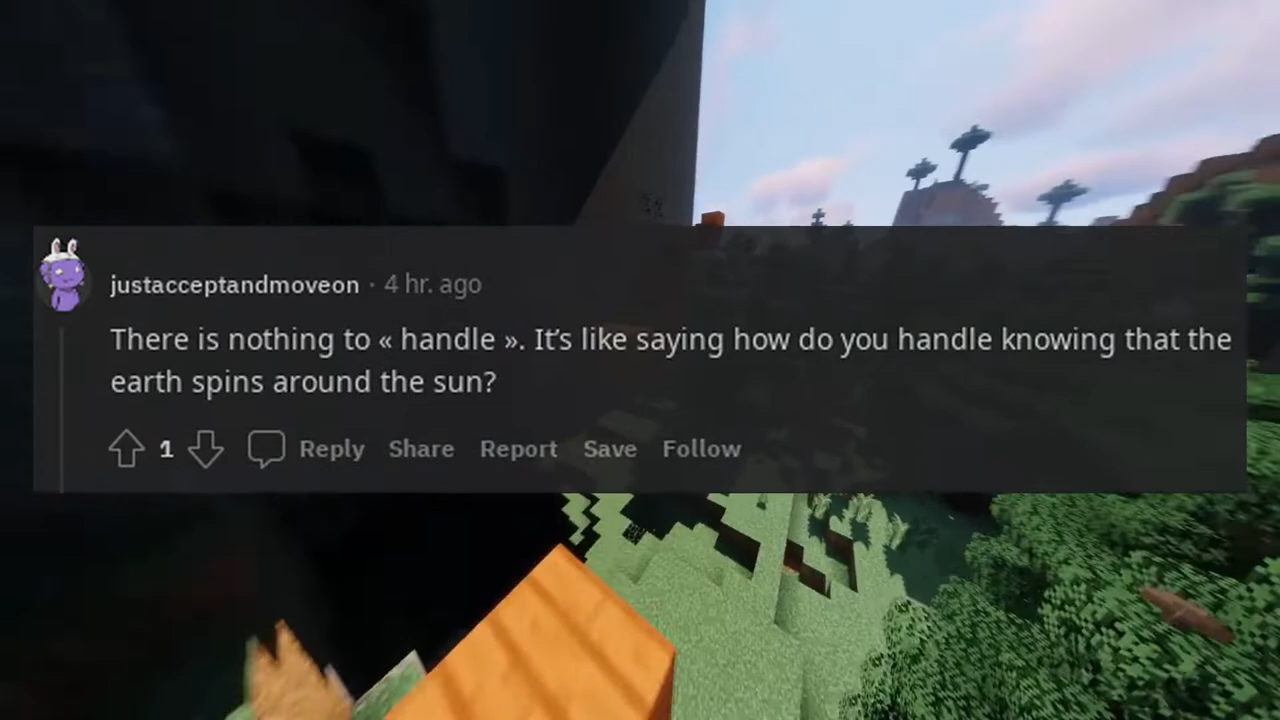 justacceptandmoveon · 4 hr. ago
There is nothing to « handle ». It’s like saying how do you handle knowing that the
earth spins around the sun?
1 Reply Share Report Save Follow